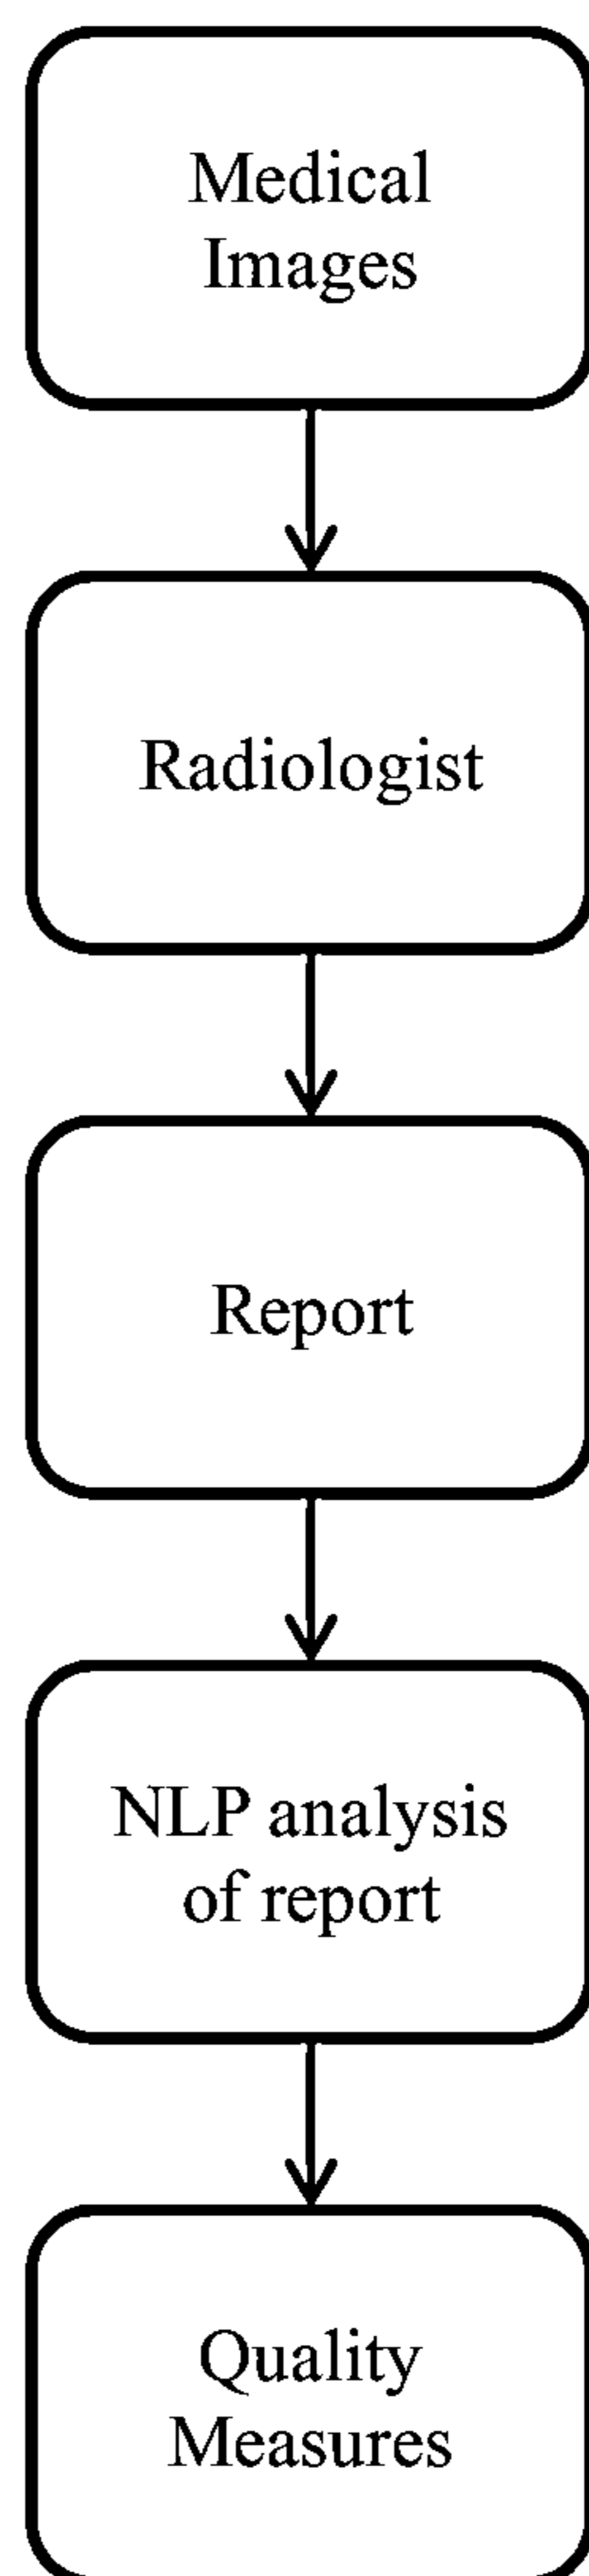 Medical
Images
Radiologist
Report
NLP analysis
of report
Quality
Measures